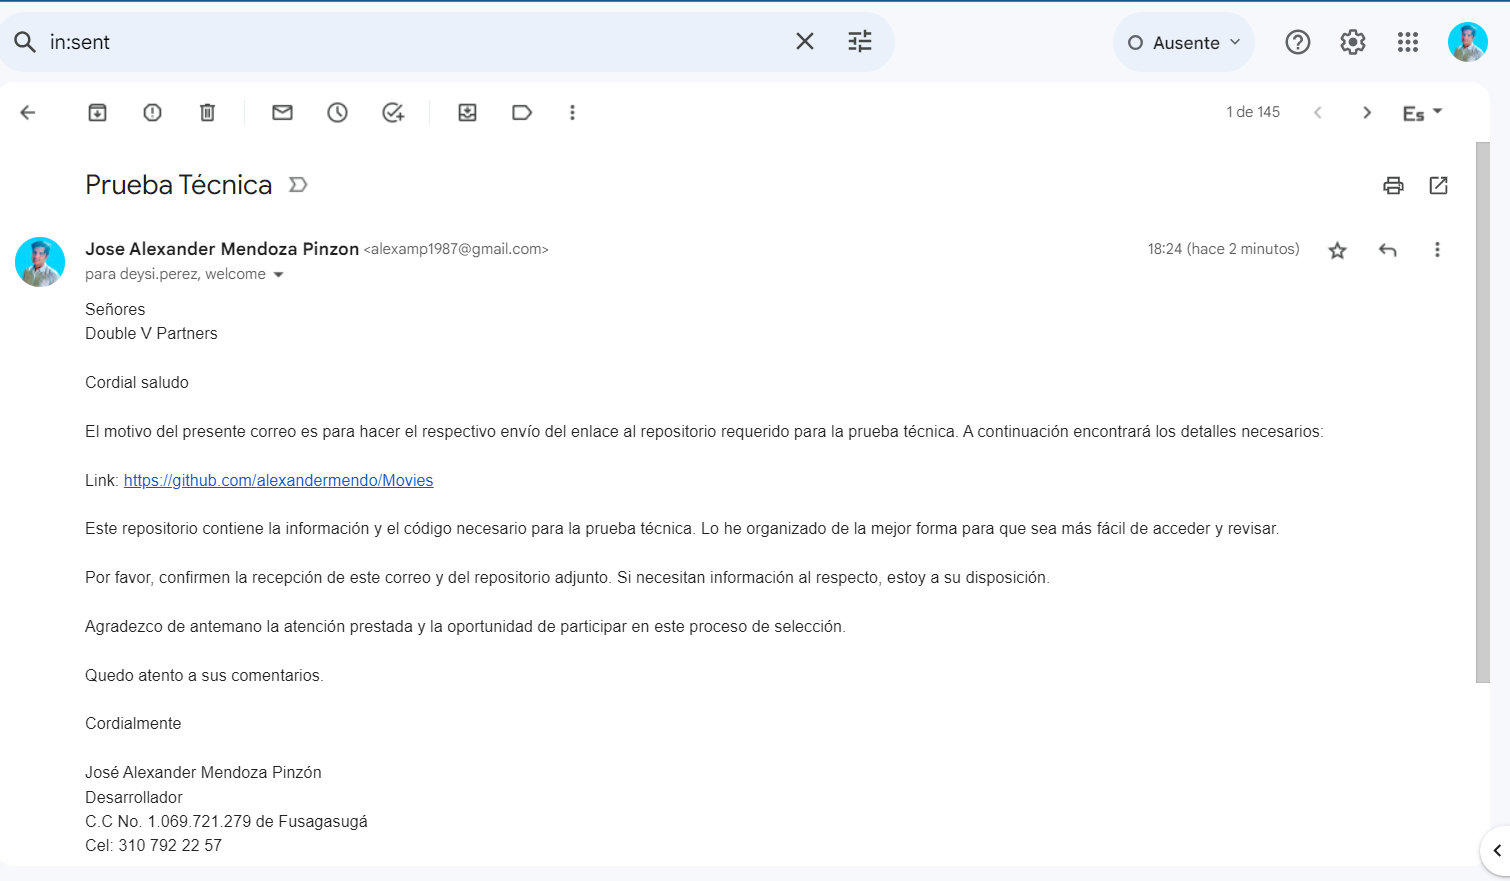 in:sent
Ausente
1 de 145
Es
Prueba Técnica
Jose Alexander Mendoza Pinzon <alexamp1987@gmail.com>
18:24 (hace 2 minutos)
para deysi.perez, welcome
Señores
Double V Partners
Cordial saludo
El motivo del presente correo es para hacer el respectivo envío del enlace al repositorio requerido para la prueba técnica. A continuación encontrará los detalles necesarios:
Link: https://github.com/alexandermendo/Movies
Este repositorio contiene la información y el código necesario para la prueba técnica. Lo he organizado de la mejor forma para que sea más fácil de acceder y revisar.
Por favor, confirmen la recepción de este correo y del repositorio adjunto. Si necesitan información al respecto, estoy a su disposición.
Agradezco de antemano la atención prestada y la oportunidad de participar en este proceso de selección.
Quedo atento a sus comentarios.
Cordialmente
José Alexander Mendoza Pinzón
Desarrollador
C.C No. 1.069.721.279 de Fusagasugá
Cel: 310 792 22 57